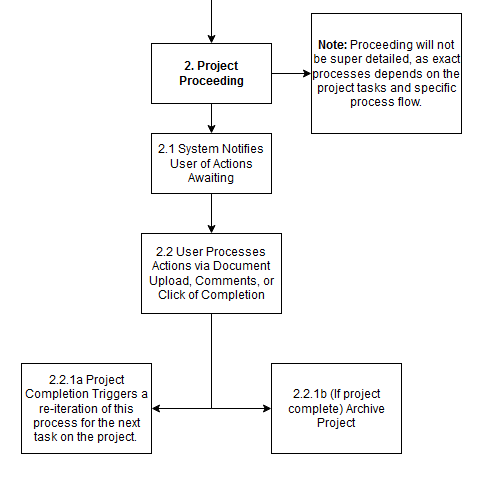 2. Project
Proceeding
Note: Proceeding will not
be super detailed, as exact
processes depends on the
project tasks and specific
process flow.
2.1 System Notifies
User of Actions
Awaiting
2.2 User Processes
Actions via Document
Upload, Comments, or
Click of Completion
2.2.1a Project
Completion Triggers a
re-iteration of this
process for the next
task on the project.
2.2.1b (If project
complete) Archive
Project